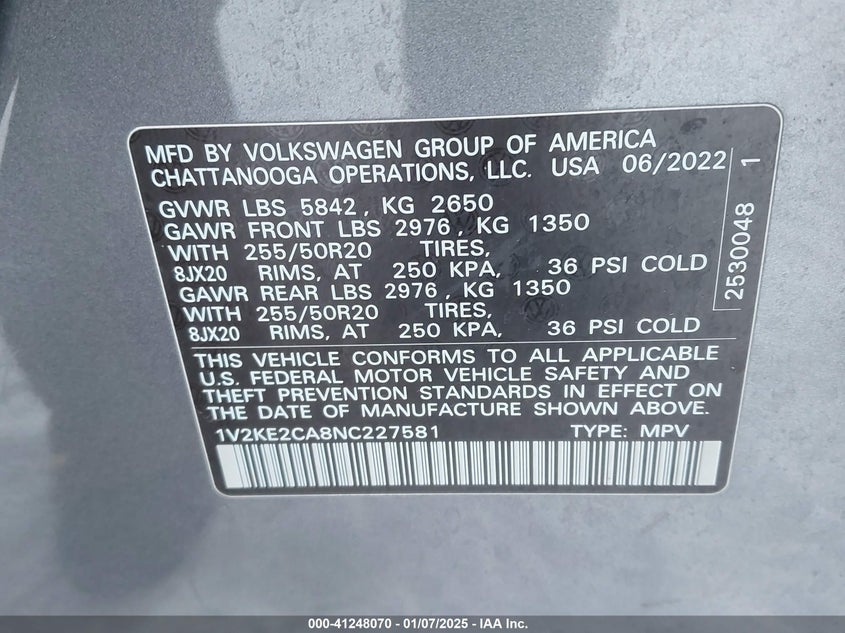 MFD BY VOLKSWAGEN GROUP OF AMERICA
CHATTANOOGA OPERATIONS, LLC. USA 06/2022
GVWR LBS 5842, KG 2650
GAWR FRONT LBS 2976, KG 1350
WITH 255/50R20 TIRES,
8JX20 RIMS, AT 250 KPA, 36 PSI COLD
GAWR REAR LBS 2976, KG 1350
WITH 255/50R20 TIRES,
8JX20 RIMS, AT 250 KPA, 36 PSI COLD
THIS VEHICLE CONFORMS TO ALL APPLICABLE
U.S. FEDERAL MOTOR VEHICLE SAFETY AND
THEFT PREVENTION STANDARDS IN EFFECT ON
THE DATE OF MANUFACTURE SHOWN ABOVE.
1V2KE2CA8NC227581 TYPE: MPV
2530048 1
000-41248070 - 01/07/2025 - IAA Inc.